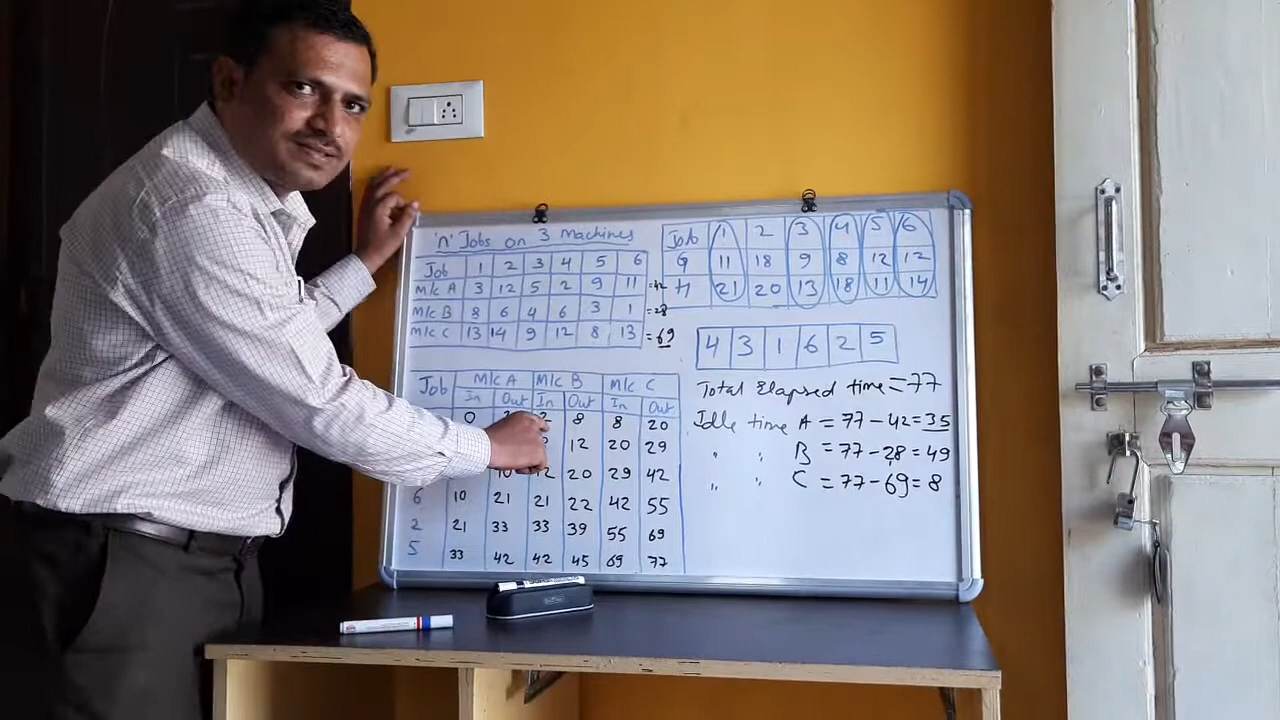 'n' Jobs on 3 Machines
Job 1 2 3 4 5 6
M/c A 3 12 5 2 9 11 =42
M/c B 8 6 4 6 3 1 =28
M/c C 13 14 9 12 8 13 =69
Job 1 2 3 4 5 6
G 11 18 9 8 12 12
H 21 20 13 18 11 14
4 3 1 6 2 5
Job M/c A M/c B M/c C
In Out In Out In Out
0 2 2 8 8 20
12 20 29
10 12 20 29 42
6 10 21 21 22 42 55
2 21 33 33 39 55 69
5 33 42 42 45 69 77
Total Elapsed time = 77
Idle time A = 77 - 42 = 35
" " B = 77 - 28 = 49
" " C = 77 - 69 = 8